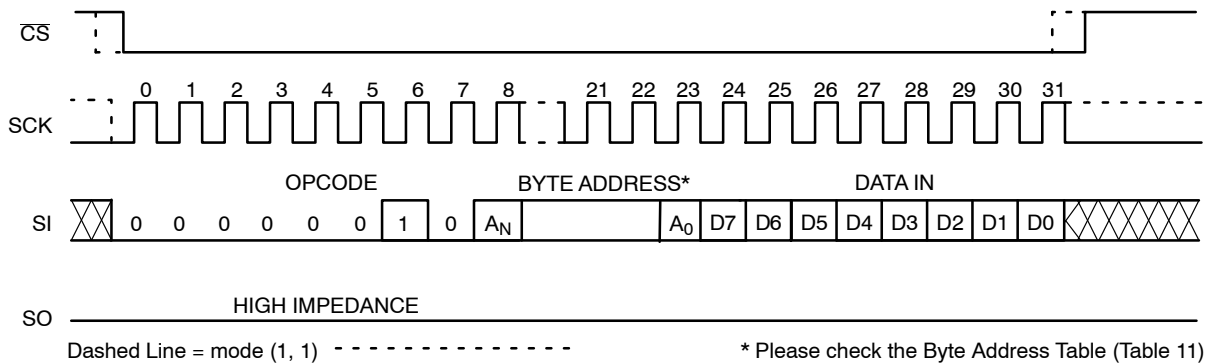 CS
0 1 2 3 4 5 6 7 8 21 22 23 24 25 26 27 28 29 30 31
SCK
OPCODE BYTE ADDRESS* DATA IN
SI 0 0 0 0 0 0 1 0 AN A0 D7 D6 D5 D4 D3 D2 D1 D0
HIGH IMPEDANCE
SO
Dashed Line = mode (1, 1) * Please check the Byte Address Table (Table 11)